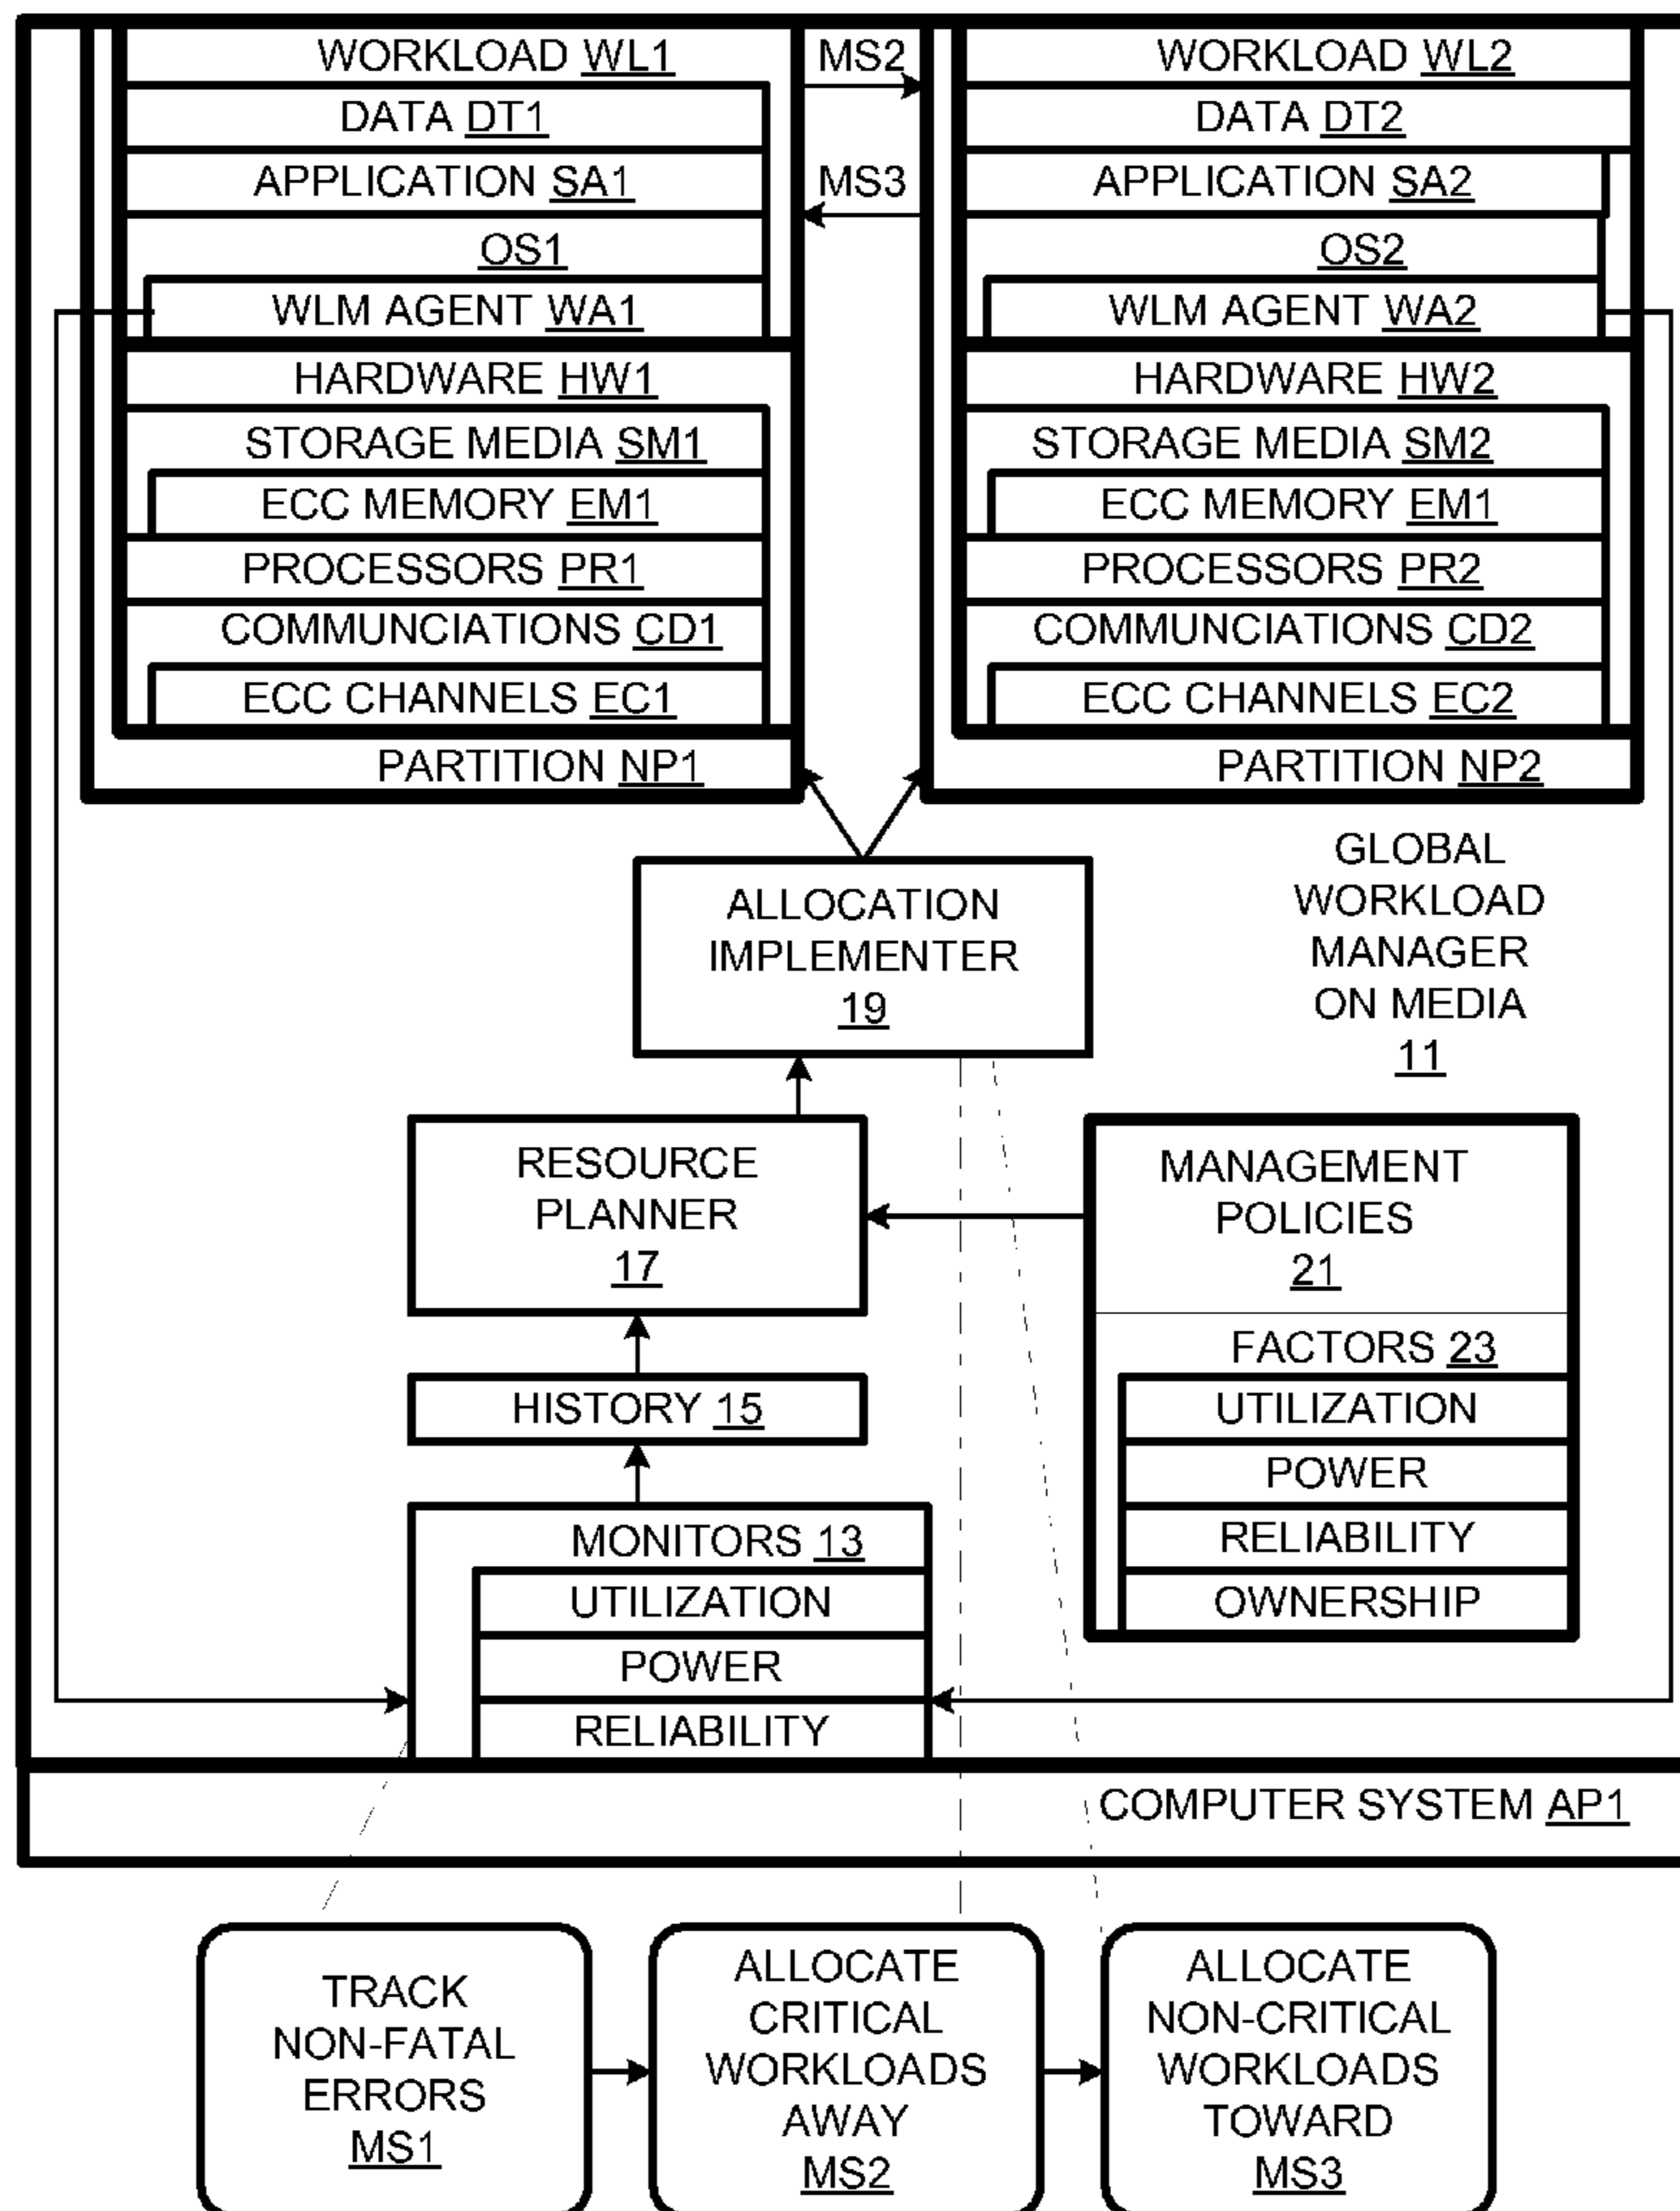 WORKLOAD WL1
DATA DT1
APPLICATION SA1
OS1
WLM AGENT WA1
HARDWARE HW1
STORAGE MEDIA SM1
ECC MEMORY EM1
PROCESSORS PR1
COMMUNCIATIONS CD1
ECC CHANNELS EC1
PARTITION NP1
MS2
MS3
WORKLOAD WL2
DATA DT2
APPLICATION SA2
OS2
WLM AGENT WA2
HARDWARE HW2
STORAGE MEDIA SM2
ECC MEMORY EM1
PROCESSORS PR2
COMMUNCIATIONS CD2
ECC CHANNELS EC2
PARTITION NP2
ALLOCATION
IMPLEMENTER
19
GLOBAL
WORKLOAD
MANAGER
ON MEDIA
11
RESOURCE
PLANNER
17
MANAGEMENT
POLICIES
21
FACTORS 23
UTILIZATION
POWER
RELIABILITY
OWNERSHIP
HISTORY 15
MONITORS 13
UTILIZATION
POWER
RELIABILITY
COMPUTER SYSTEM AP1
TRACK
NON-FATAL
ERRORS
MS1
ALLOCATE
CRITICAL
WORKLOADS
AWAY
MS2
ALLOCATE
NON-CRITICAL
WORKLOADS
TOWARD
MS3